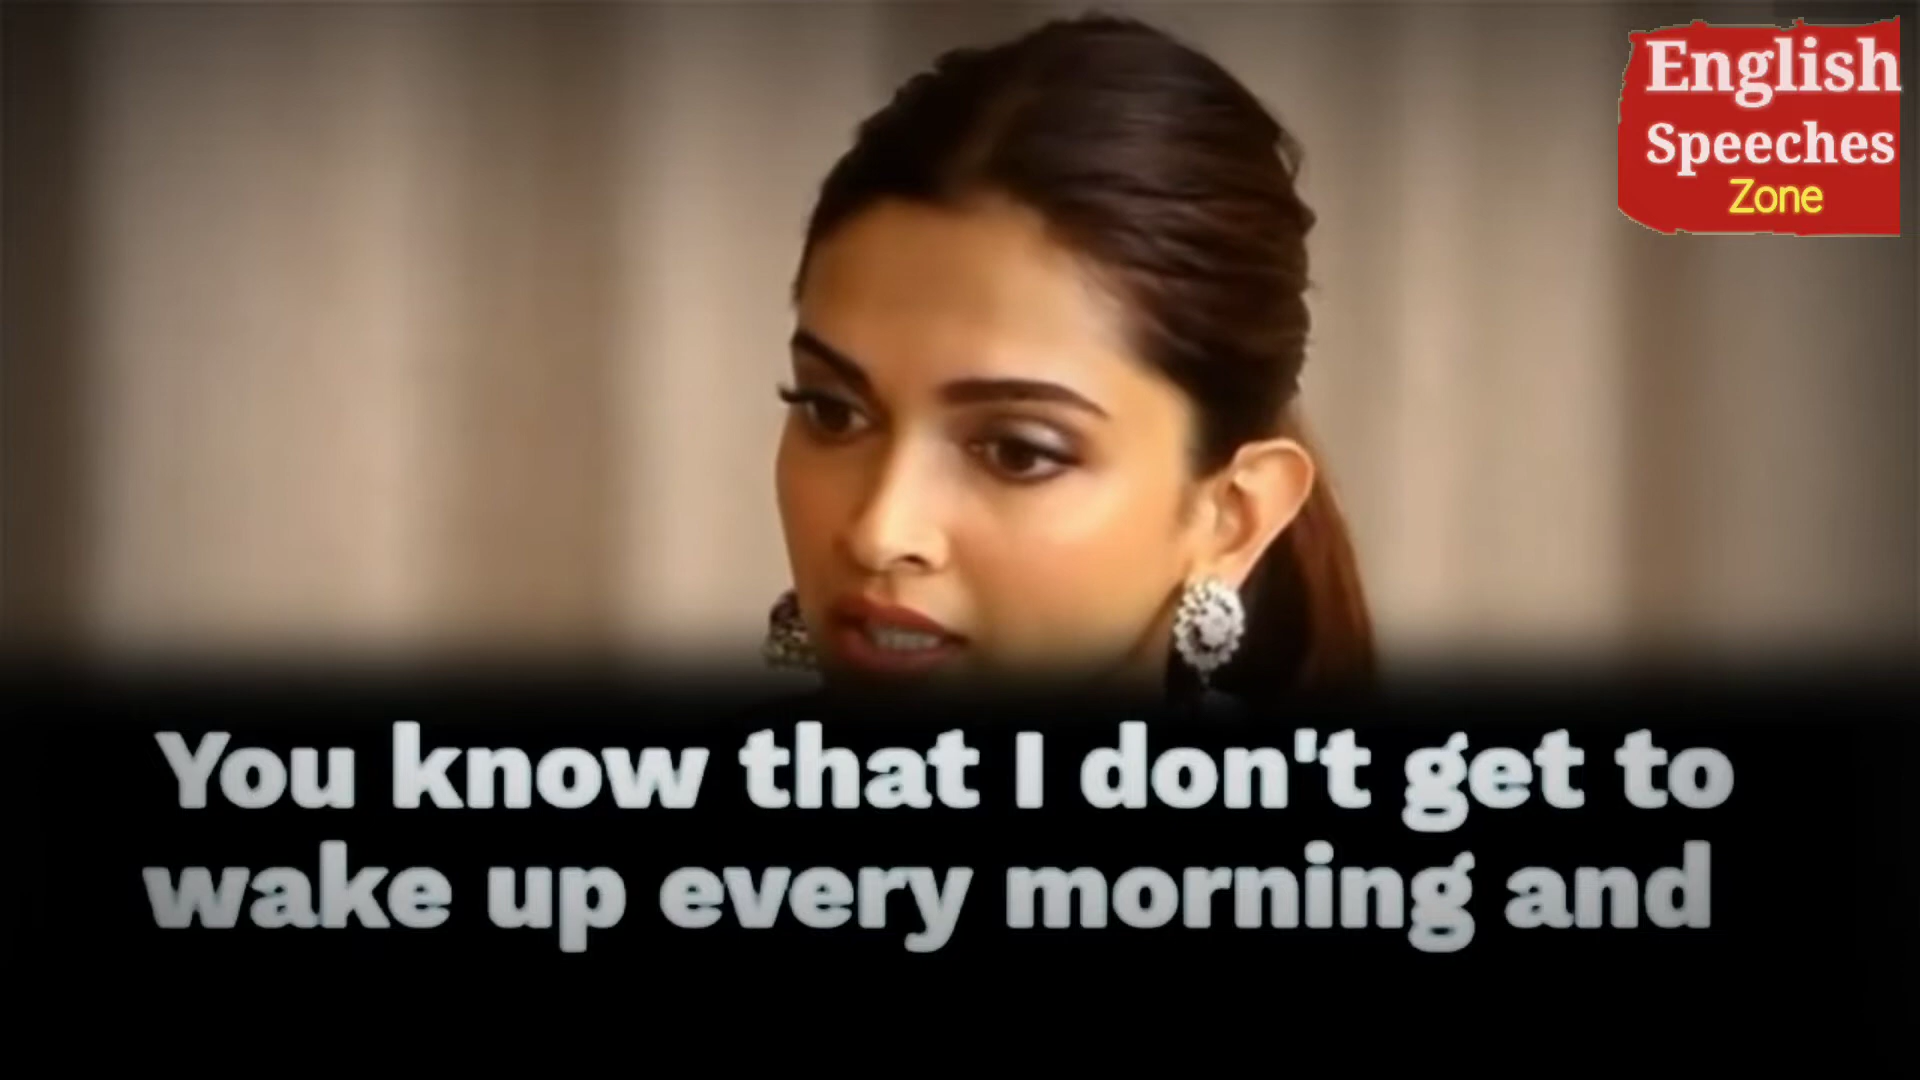 English
Speeches
Zone
You know that I don't get to
wake up every morning and